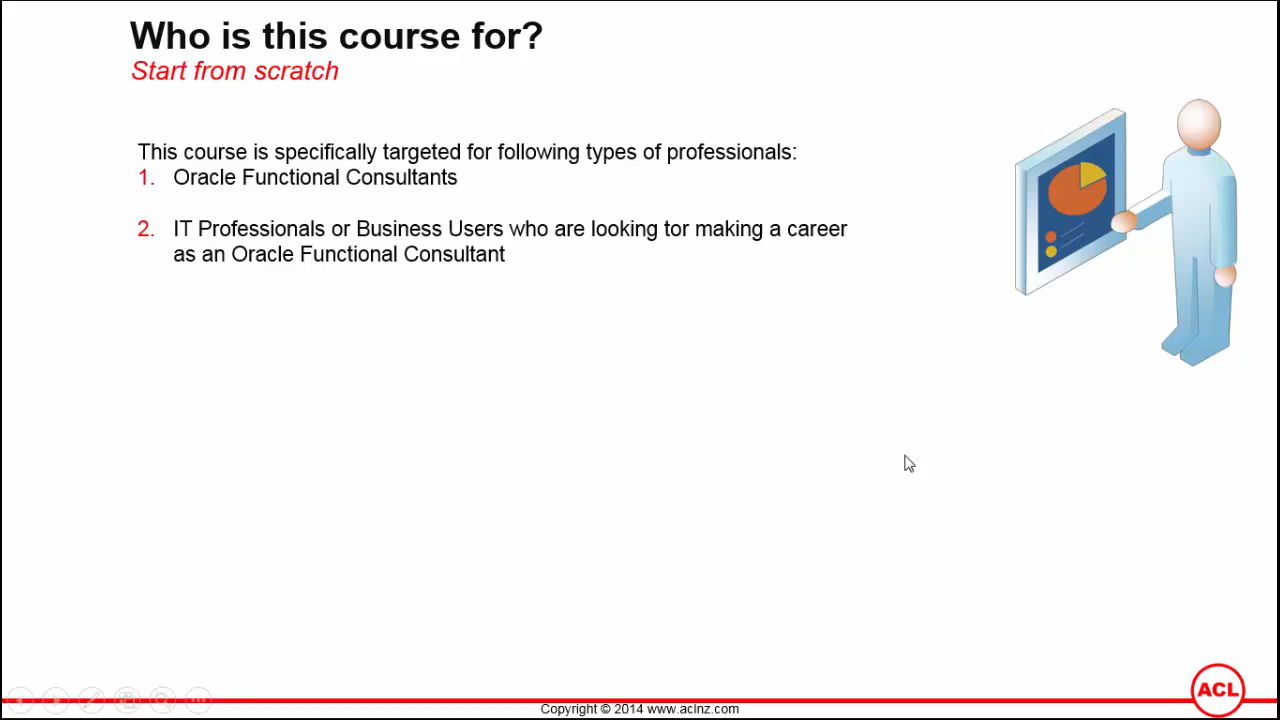 Who is this course for?
Start from scratch
This course is specifically targeted for following types of professionals:
1. Oracle Functional Consultants
2. IT Professionals or Business Users who are looking tor making a career
as an Oracle Functional Consultant
ACL
Copyright © 2014 www.aclnz.com